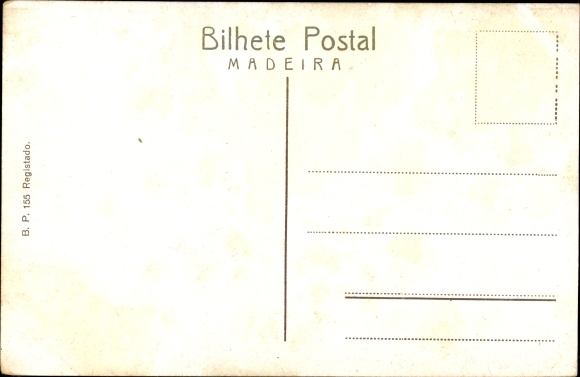 Bilhete Postal
MADEIRA
B. P. 155 Registado.